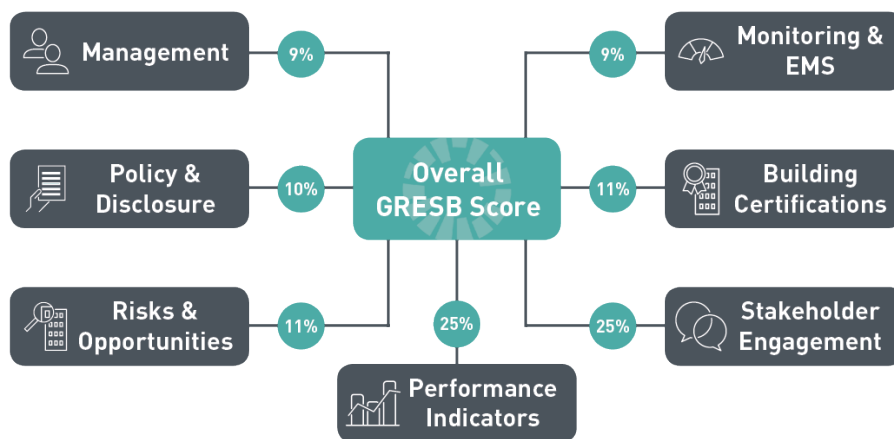 Management
9%
Policy &
Disclosure
10%
Risks &
Opportunities
11%
Overall
GRESB Score
25%
Performance
Indicators
9%
Monitoring &
EMS
11%
Building
Certifications
25%
Stakeholder
Engagement